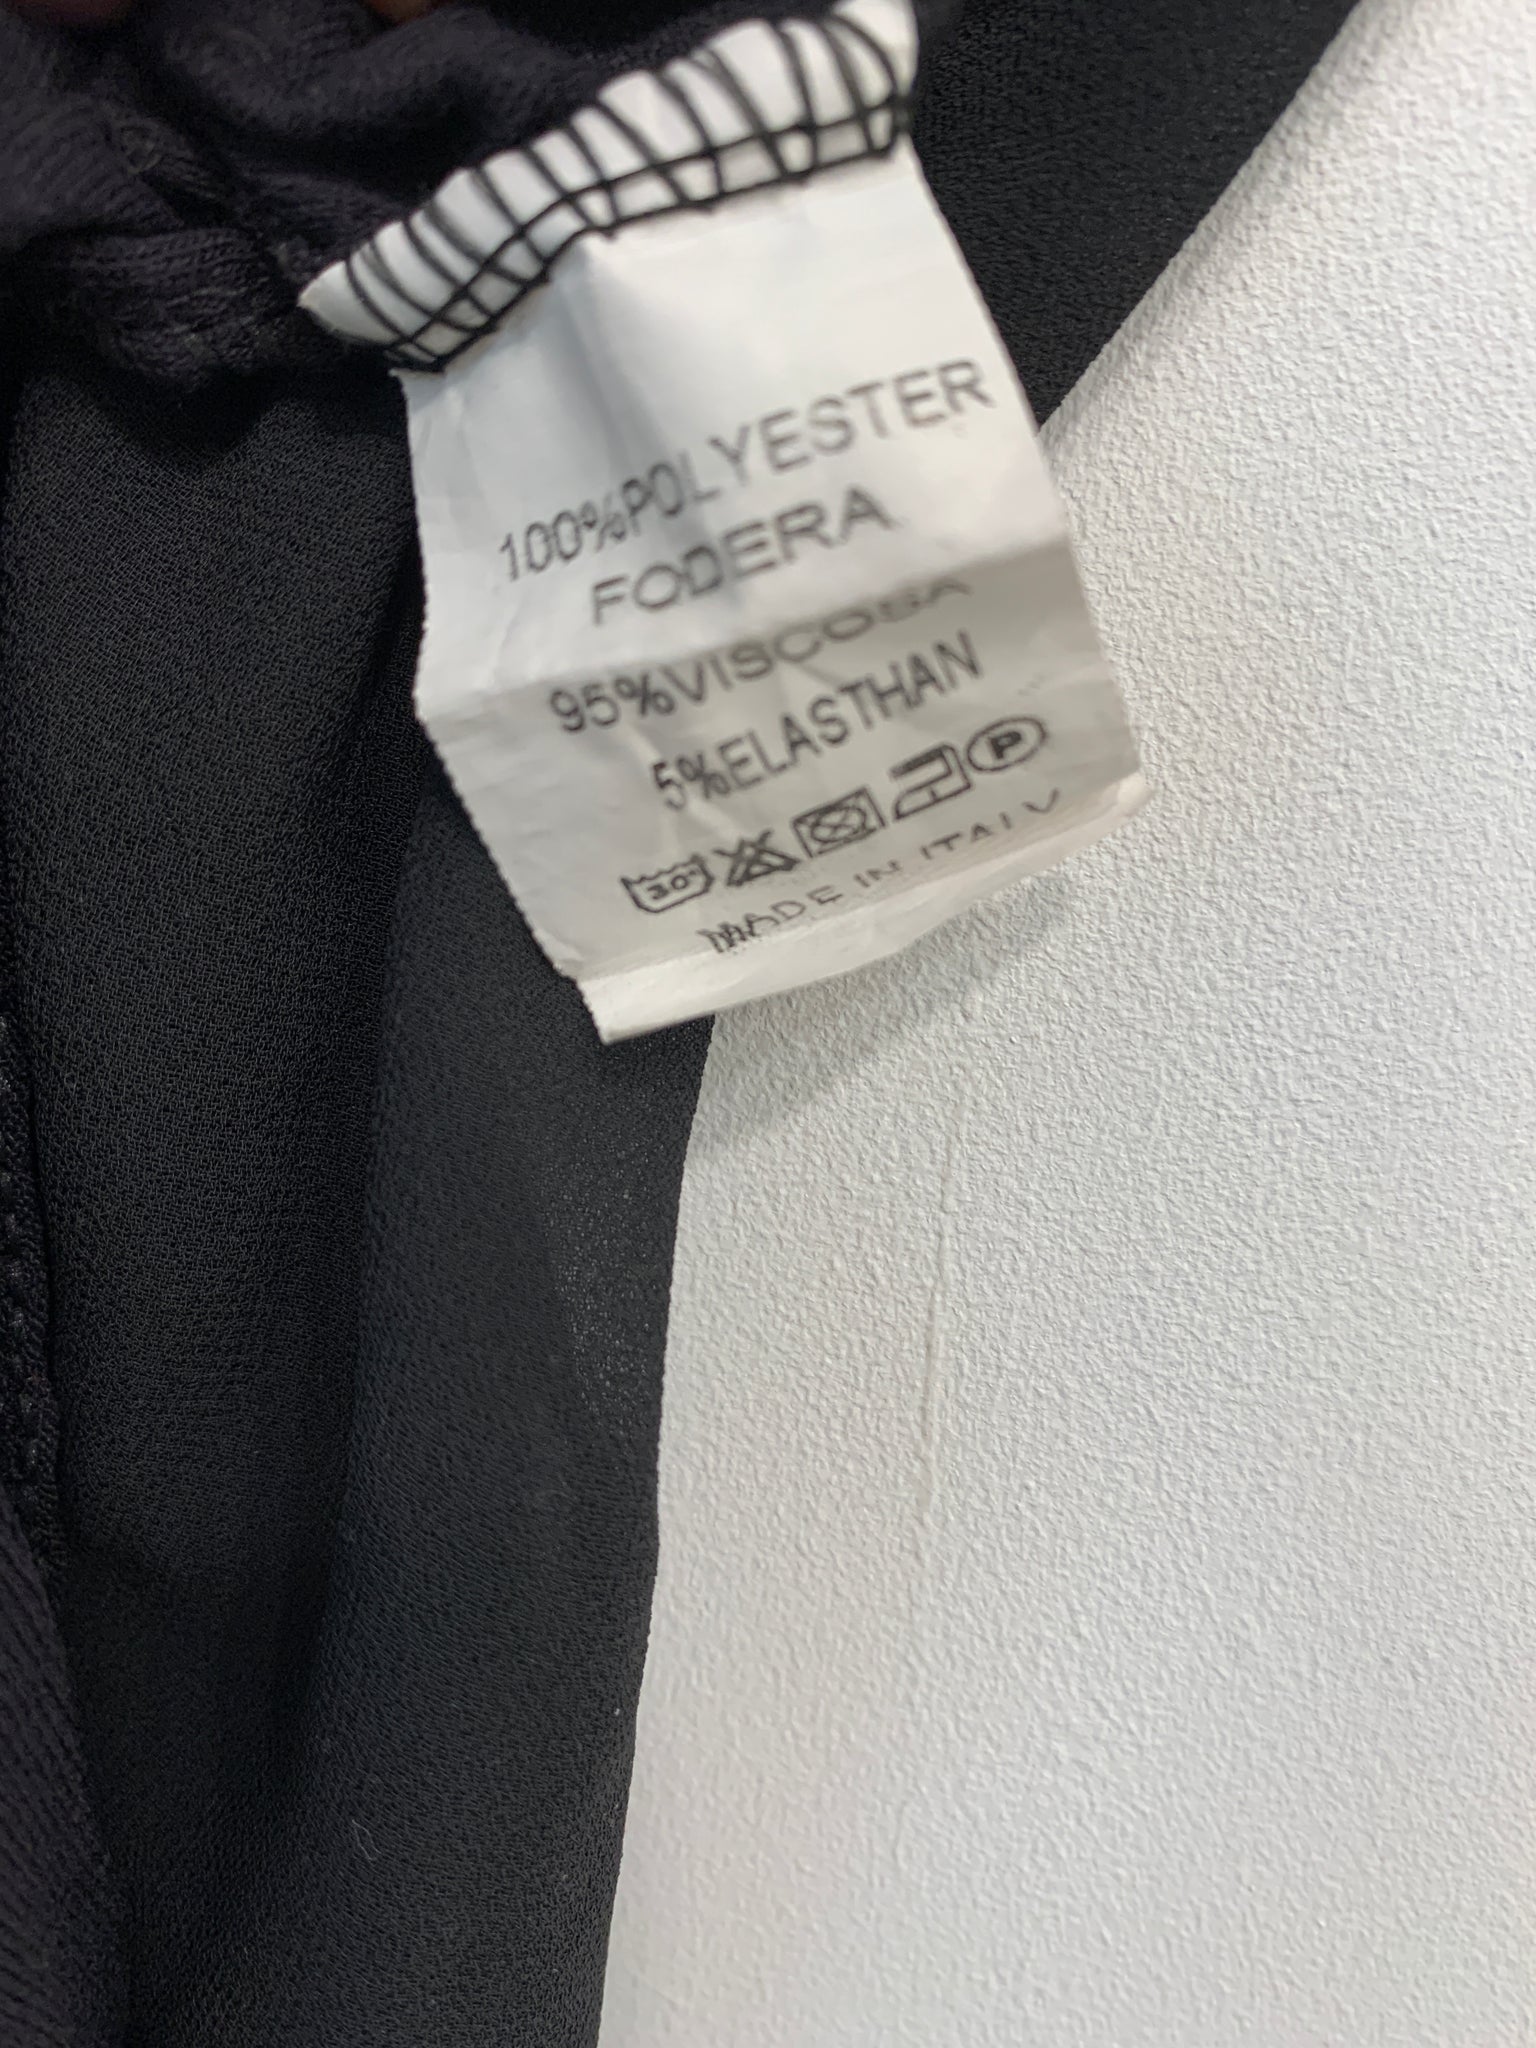 100%POLYESTER
FODERA
95%VISCOSA
5%ELASTHAN
30° P
MADE IN ITALY